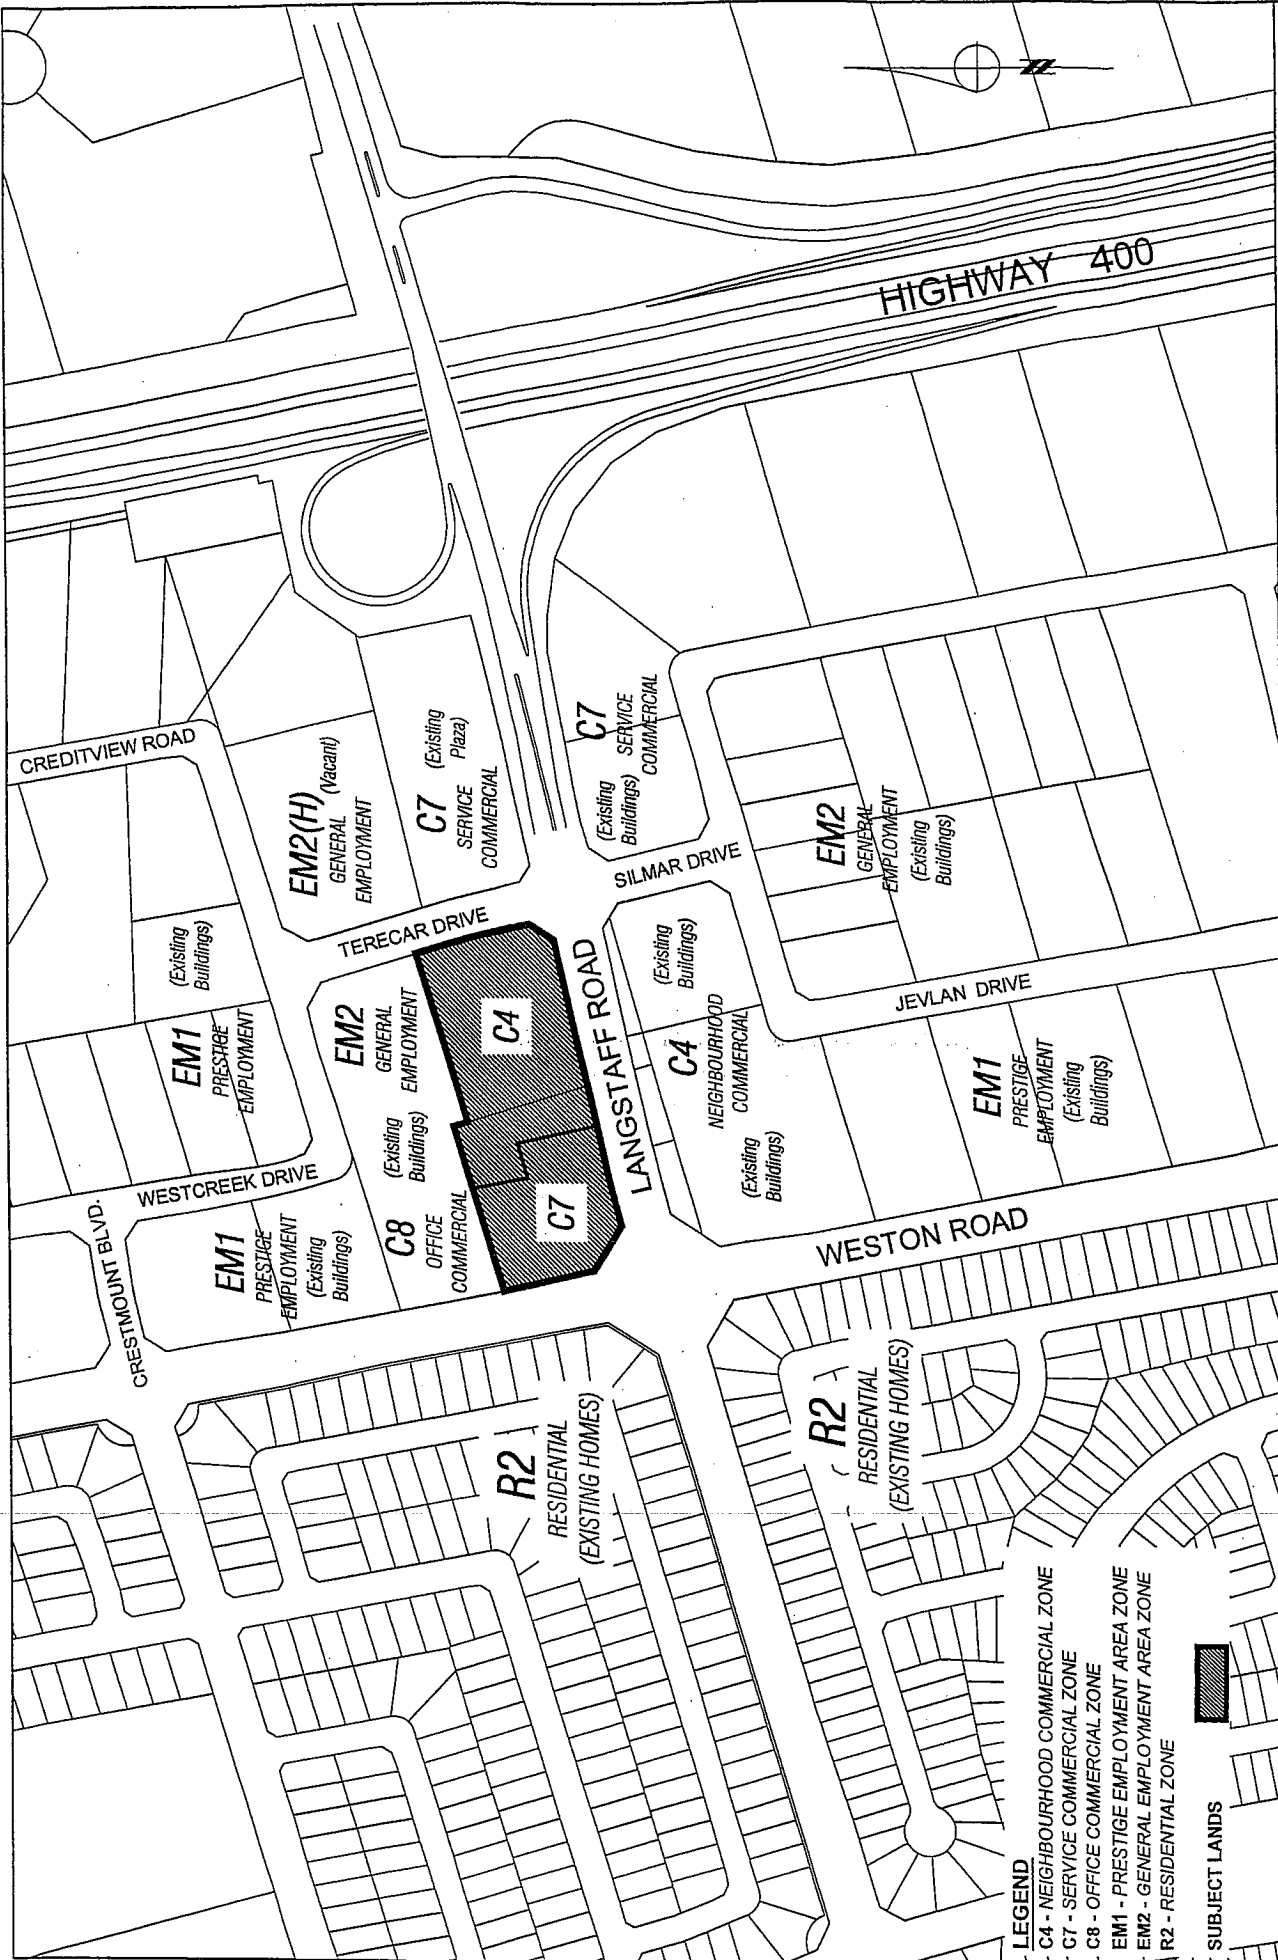 CREDITVIEW ROAD
EM2(H) (Vacant)
GENERAL
EMPLOYMENT
C7 (Existing
Plaza)
SERVICE
COMMERCIAL
HIGHWAY 400
C7
SERVICE
COMMERCIAL
(Existing
Buildings)
TERECAR DRIVE
SILMAR DRIVE
EM2
GENERAL
EMPLOYMENT
(Existing
Buildings)
(Existing
Buildings)
EM1
PRESTIGE
EMPLOYMENT
EM2
GENERAL
EMPLOYMENT
(Existing
Buildings)
C4
C7
LANGSTAFF ROAD
(Existing
Buildings)
C4
NEIGHBOURHOOD
COMMERCIAL
(Existing
Buildings)
JEVLAN DRIVE
EM1
PRESTIGE
EMPLOYMENT
(Existing
Buildings)
WESTCREEK DRIVE
CRESTMOUNT BLVD.
EM1
PRESTIGE
EMPLOYMENT
(Existing
Buildings)
C8
OFFICE
COMMERCIAL
WESTON ROAD
R2
RESIDENTIAL
(EXISTING HOMES)
R2
RESIDENTIAL
(EXISTING HOMES)
LEGEND
C4 - NEIGHBOURHOOD COMMERCIAL ZONE
C7 - SERVICE COMMERCIAL ZONE
C8 - OFFICE COMMERCIAL ZONE
EM1 - PRESTIGE EMPLOYMENT AREA ZONE
EM2 - GENERAL EMPLOYMENT AREA ZONE
R2 - RESIDENTIAL ZONE
SUBJECT LANDS